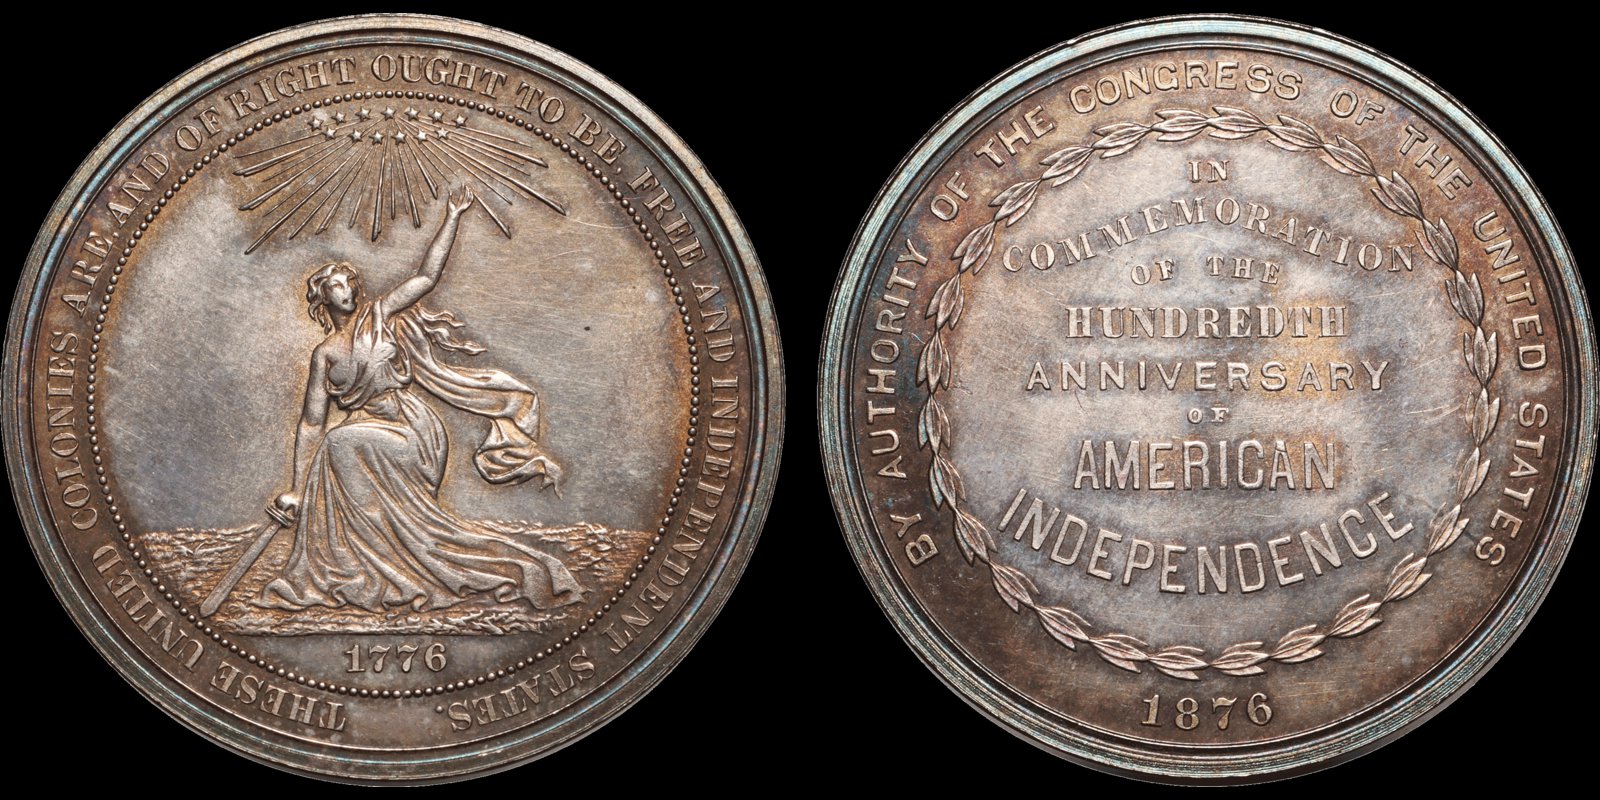 THESE UNITED COLONIES ARE, AND OF RIGHT OUGHT TO BE, FREE AND INDEPENDENT STATES.
1776
BY AUTHORITY OF THE CONGRESS OF THE UNITED STATES
IN
COMMEMORATION
OF THE
HUNDREDTH
ANNIVERSARY
OF
AMERICAN
INDEPENDENCE
1876